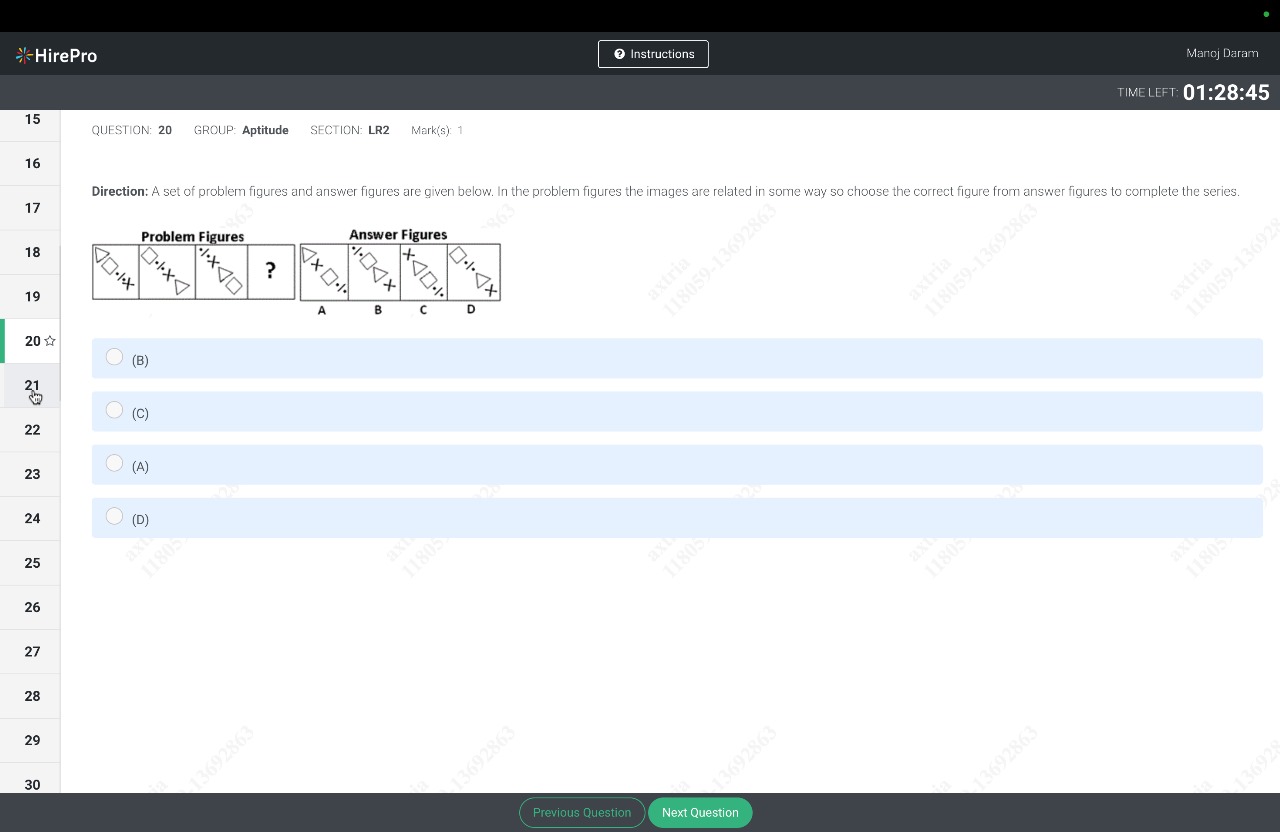 HirePro
Instructions
Manoj Daram
TIME LEFT: 01:28:45
15
16
17
18
19
20
21
22
23
24
25
26
27
28
29
30
QUESTION: 20 GROUP: Aptitude SECTION: LR2 Mark(s): 1
Direction: A set of problem figures and answer figures are given below. In the problem figures the images are related in some way so choose the correct figure from answer figures to complete the series.
Problem Figures Answer Figures
?
A B C D
(B)
(C)
(A)
(D)
axtria
118059-13692863
Previous Question Next Question